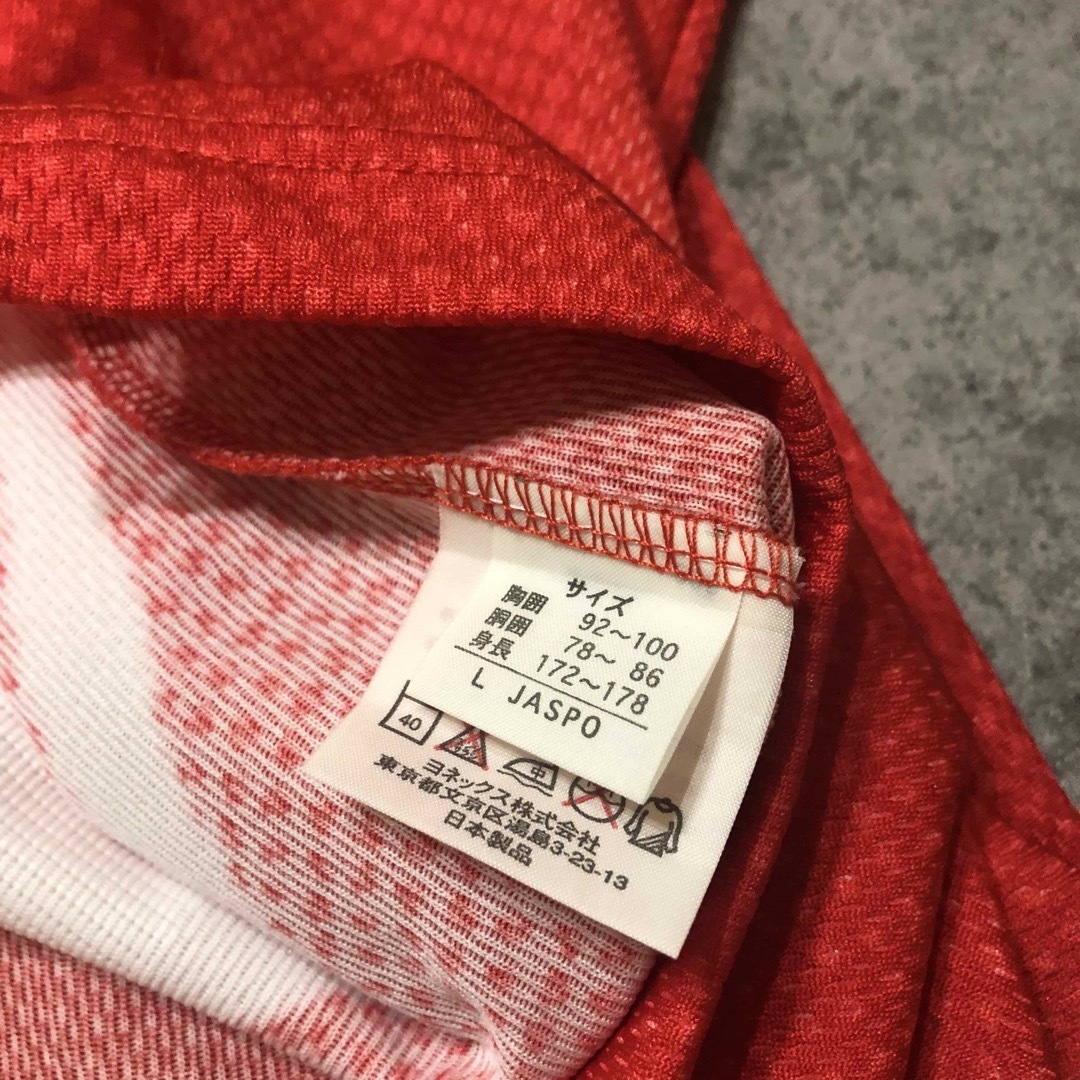 サイズ
胸囲 92～100
胴囲 78～ 86
身長 172～178
L JASPO
40 中
ヨネックス株式会社
東京都文京区湯島3-23-13
日本製品